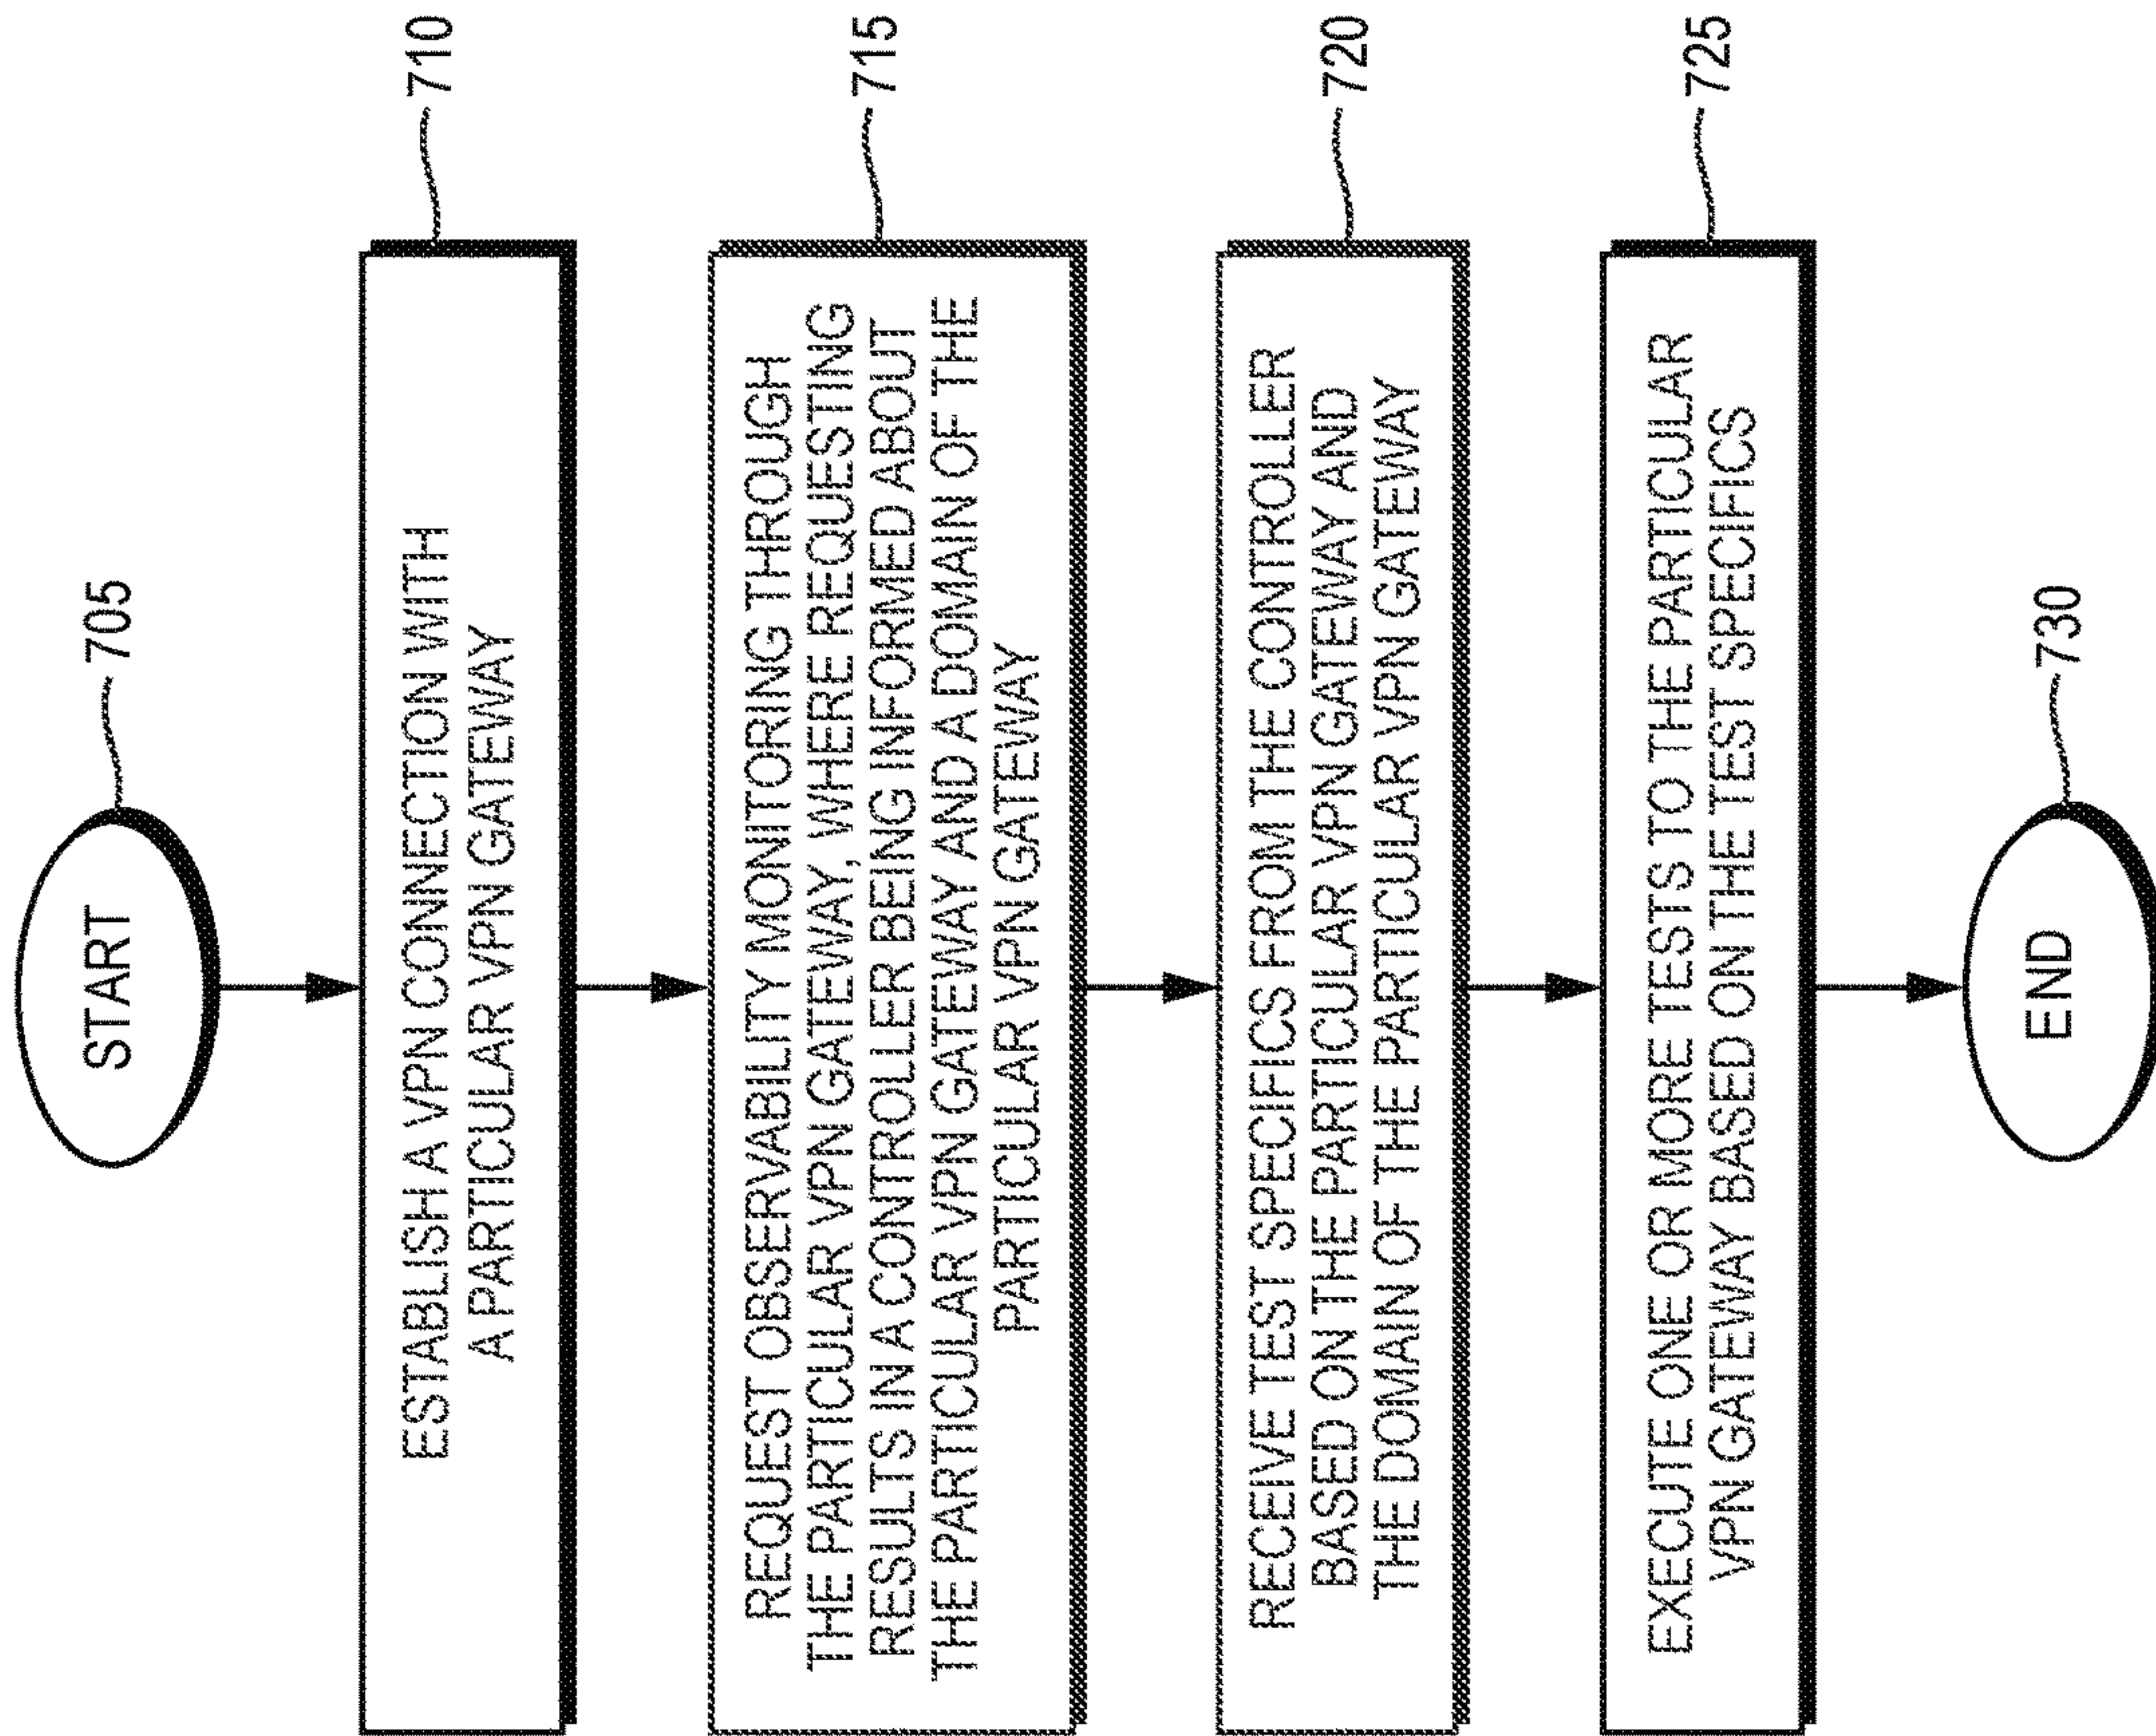 START
705
ESTABLISH A VPN CONNECTION WITH
A PARTICULAR VPN GATEWAY
710
REQUEST OBSERVABILITY MONITORING THROUGH
THE PARTICULAR VPN GATEWAY, WHERE REQUESTING
RESULTS IN A CONTROLLER BEING INFORMED ABOUT
THE PARTICULAR VPN GATEWAY AND A DOMAIN OF THE
PARTICULAR VPN GATEWAY
715
RECEIVE TEST SPECIFICS FROM THE CONTROLLER
BASED ON THE PARTICULAR VPN GATEWAY AND
THE DOMAIN OF THE PARTICULAR VPN GATEWAY
720
EXECUTE ONE OR MORE TESTS TO THE PARTICULAR
VPN GATEWAY BASED ON THE TEST SPECIFICS
725
END
730